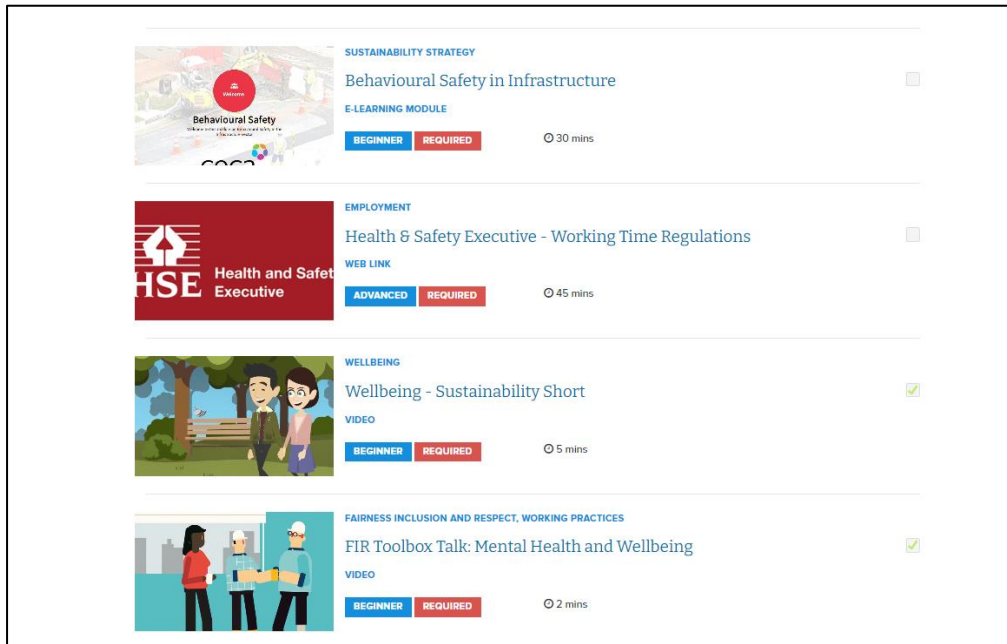 SUSTAINABILITY STRATEGY
Behavioural Safety in Infrastructure
E-LEARNING MODULE
BEGINNER REQUIRED 30 mins
Welcome
Behavioural Safety
EMPLOYMENT
Health & Safety Executive - Working Time Regulations
WEB LINK
ADVANCED REQUIRED 45 mins
HSE
Health and Safet
Executive
WELLBEING
Wellbeing - Sustainability Short
VIDEO
BEGINNER REQUIRED 5 mins
FAIRNESS INCLUSION AND RESPECT, WORKING PRACTICES
FIR Toolbox Talk: Mental Health and Wellbeing
VIDEO
BEGINNER REQUIRED 2 mins